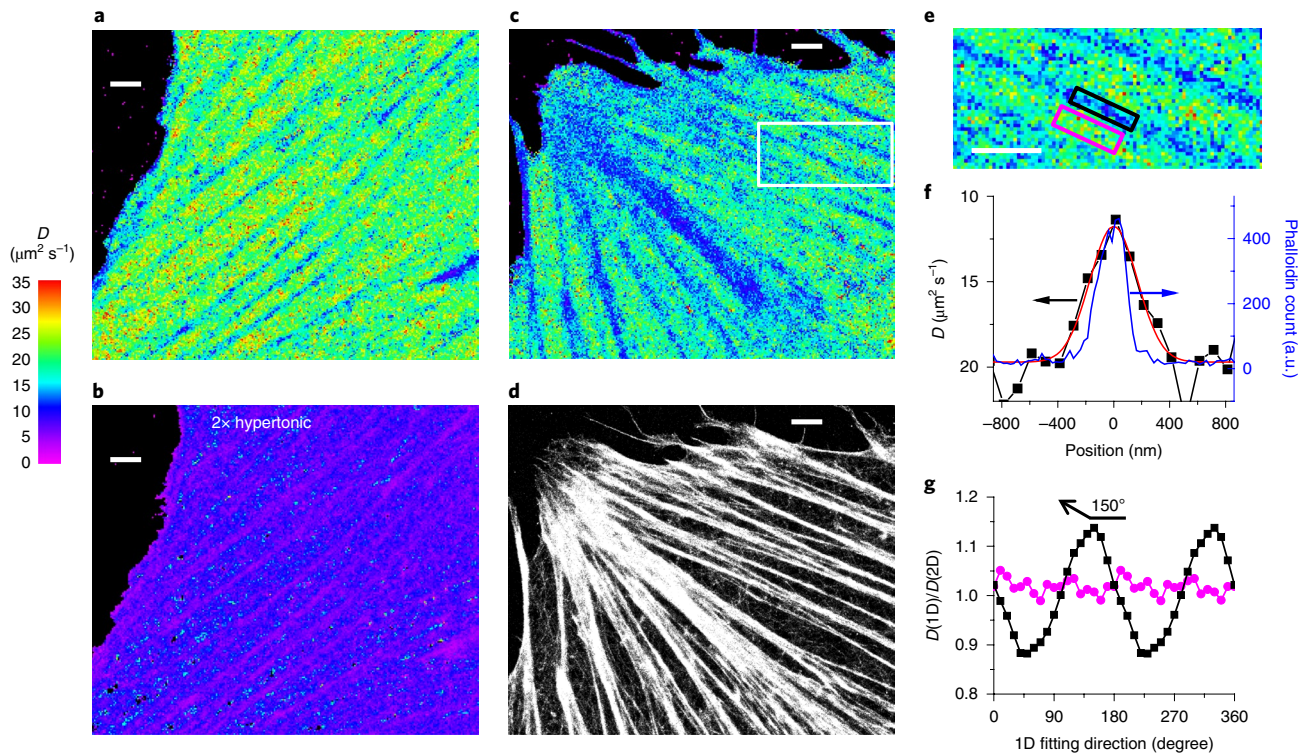 a
c
e
D
(μm² s⁻¹)
35
30
25
20
15
10
5
0
b
2× hypertonic
d
f
10
15
20
D (μm² s⁻¹)
400
200
0
Phalloidin count (a.u.)
−800
−400
0
400
800
Position (nm)
g
1.2
1.1
1.0
0.9
0.8
D(1D)/D(2D)
150°
0
90
180
270
360
1D fitting direction (degree)